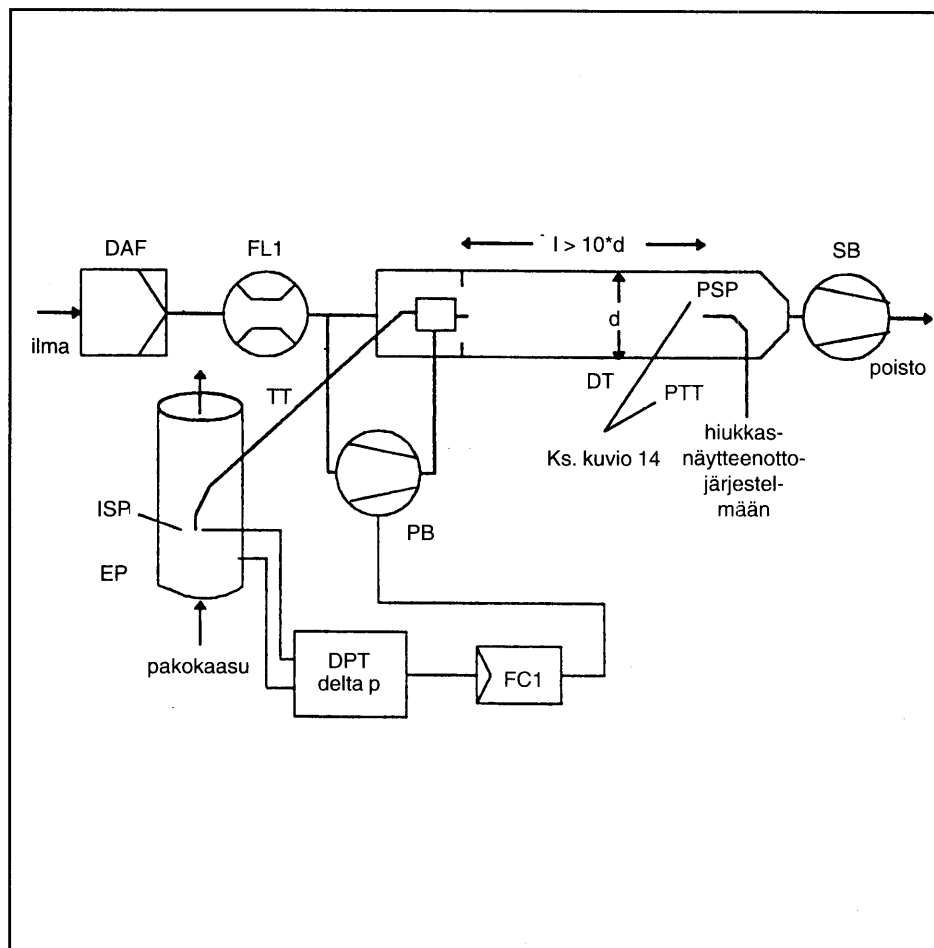 l > 10*d
DAF
FL1
SB
PSP
d
ilma
poisto
DT
PTT
TT
Ks. kuvio 14
hiukkas-
näytteenotto-
järjestel-
mään
ISP
PB
EP
pakokaasu
DPT
delta p
FC1